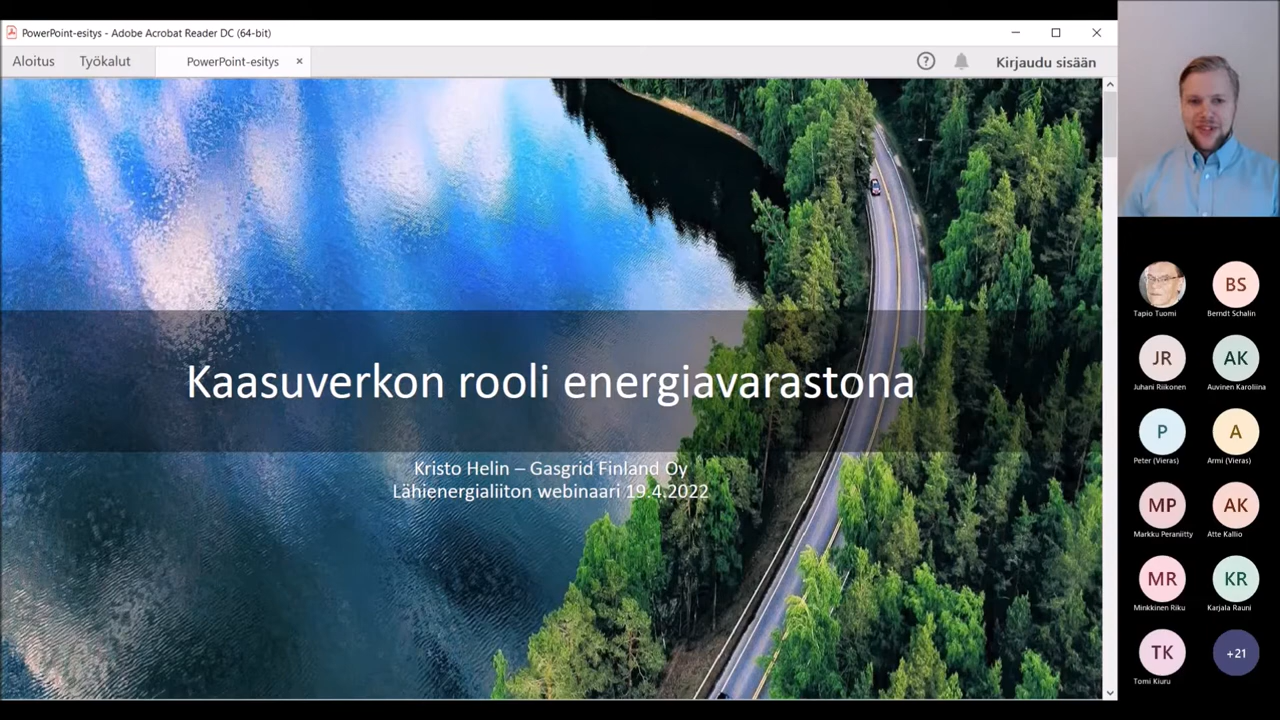 PowerPoint-esitys - Adobe Acrobat Reader DC (64-bit)
Aloitus
Työkalut
PowerPoint-esitys
Kirjaudu sisään
Kaasuverkon rooli energiavarastona
Kristo Helin – Gasgrid Finland Oy
Lähienergialiiton webinaari 19.4.2022
Tapio Tuomi
BS
Berndt Schalin
JR
Juhani Riikonen
AK
Auvinen Karoliina
P
Peter (Vieras)
A
Armi (Vieras)
MP
Markku Peraniitty
AK
Atte Kallio
MR
Minkkinen Riku
KR
Karjala Rauni
TK
Tomi Kiuru
+21